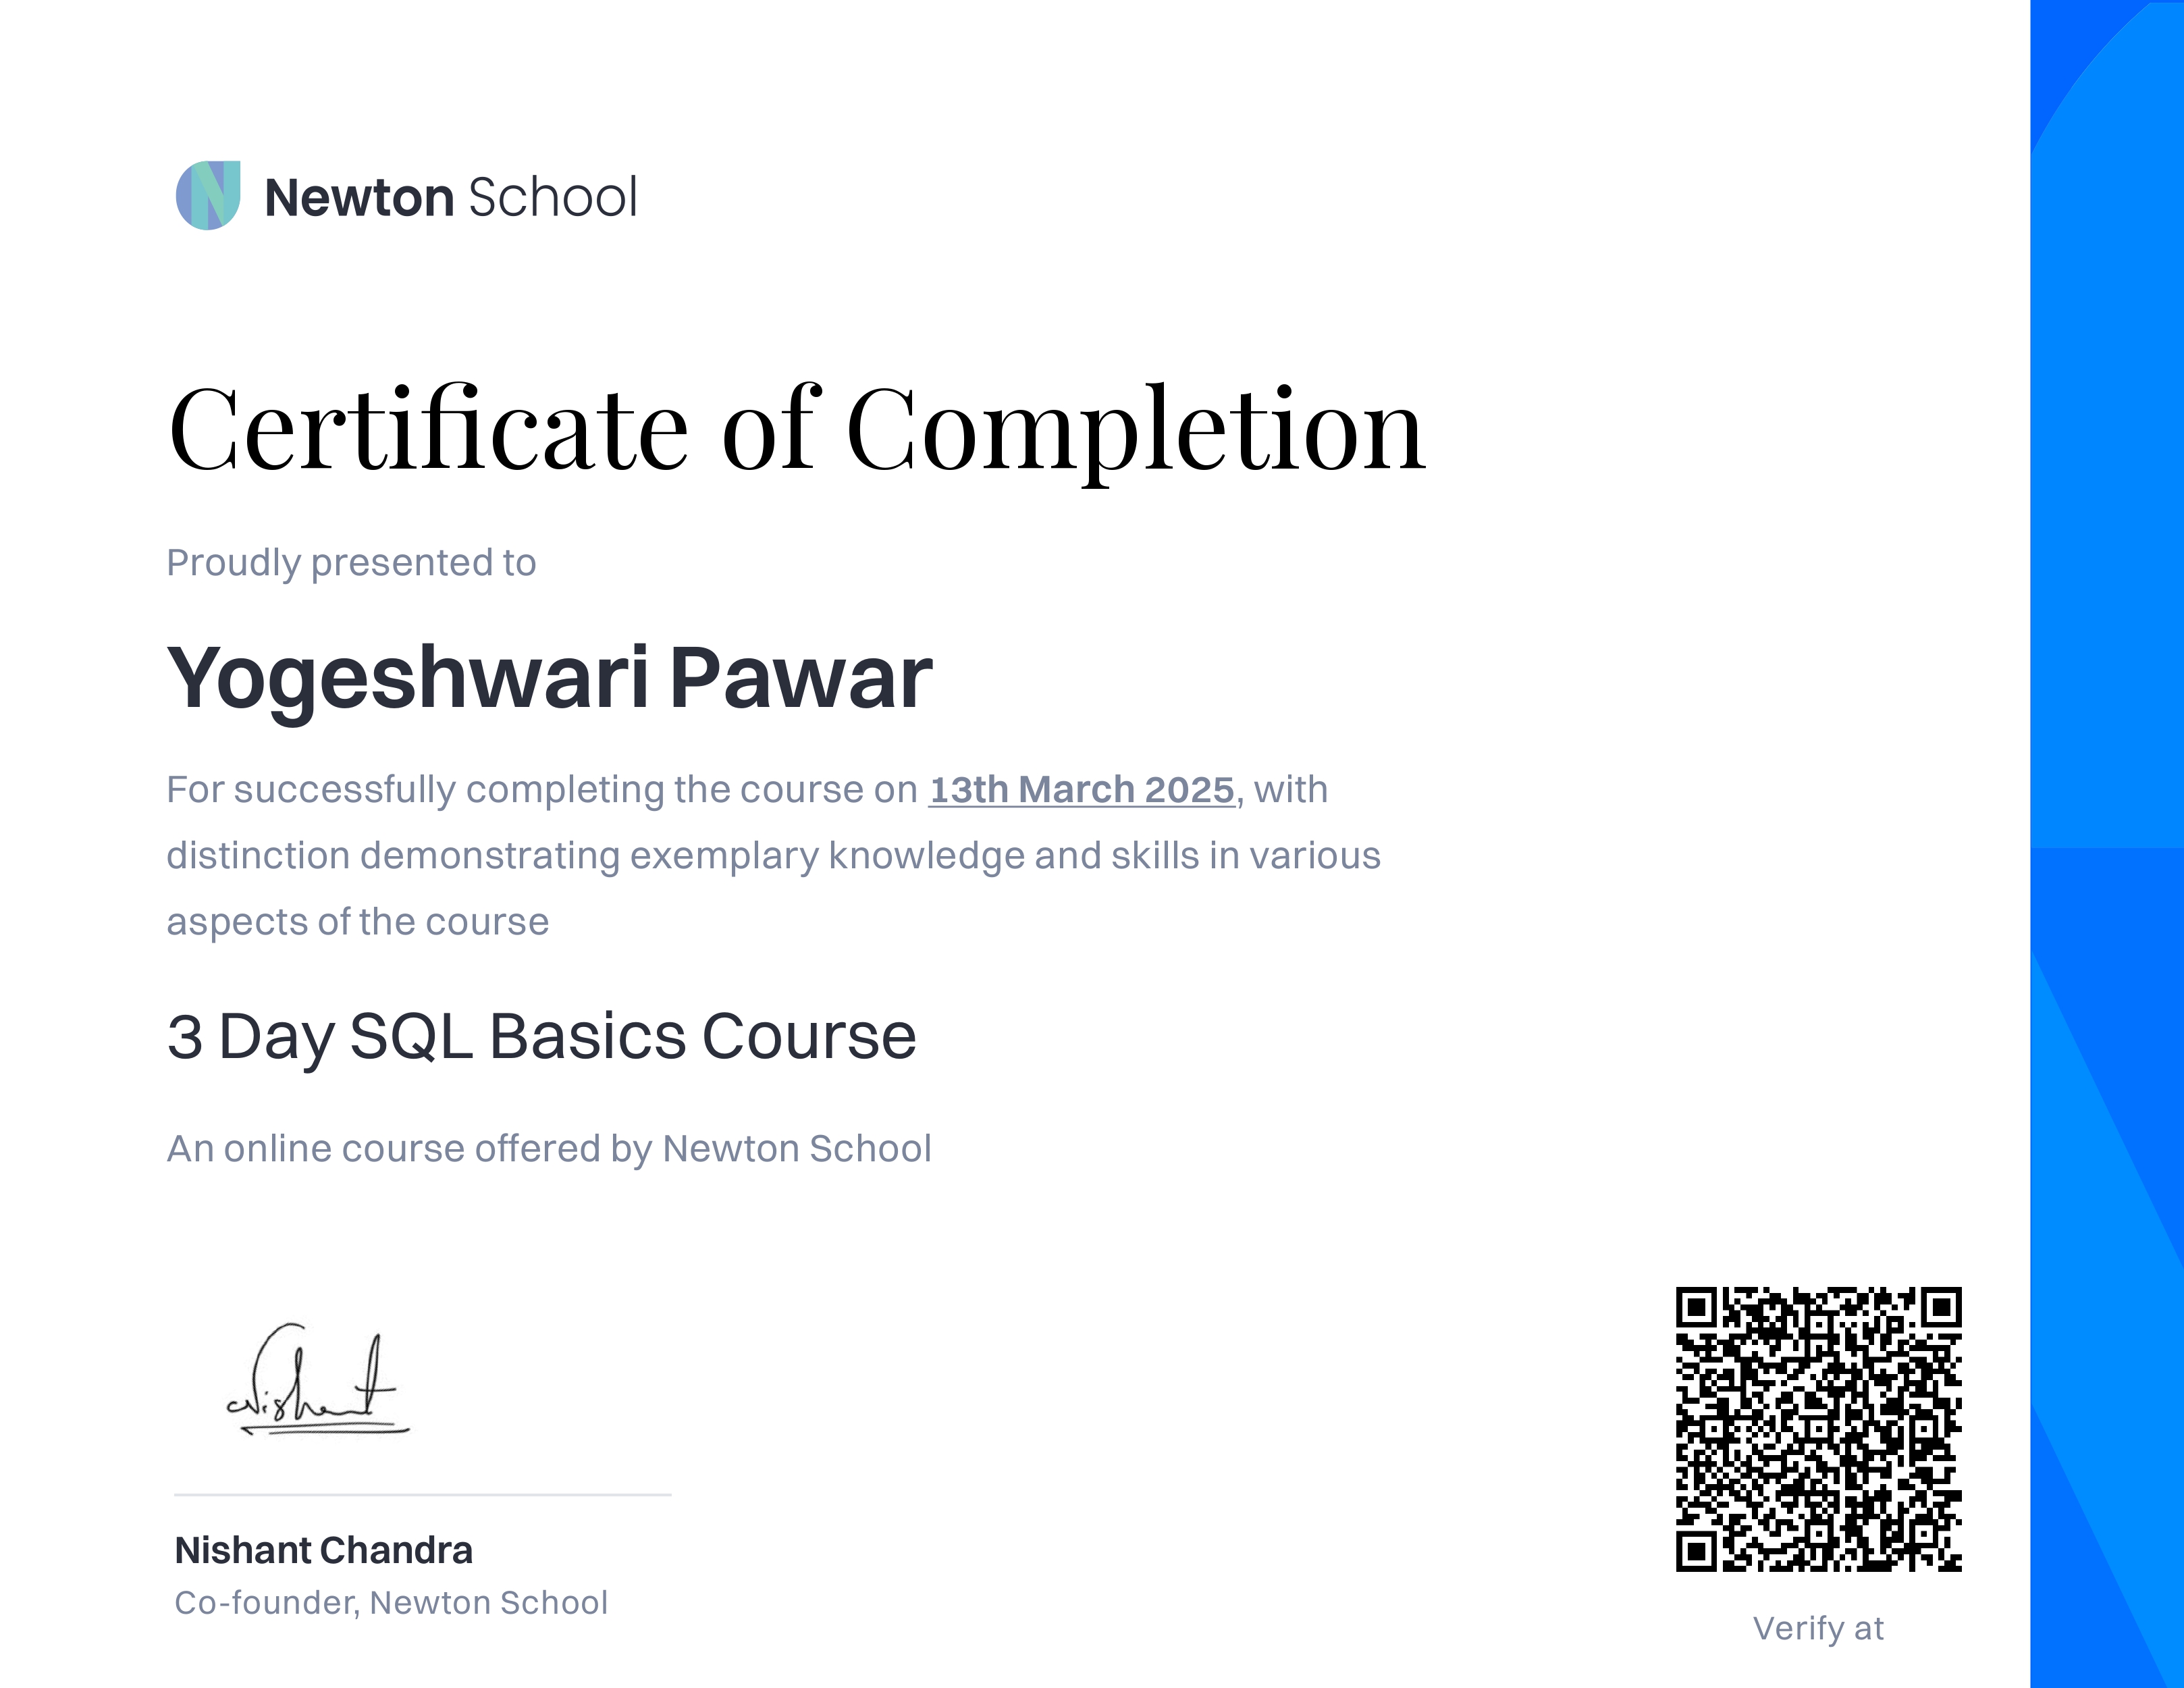 Newton School
Certificate of Completion
Proudly presented to
Yogeshwari Pawar
For successfully completing the course on 13th March 2025, with
distinction demonstrating exemplary knowledge and skills in various
aspects of the course
3 Day SQL Basics Course
An online course offered by Newton School
Nishant
Nishant Chandra
Co-founder, Newton School
Verify at